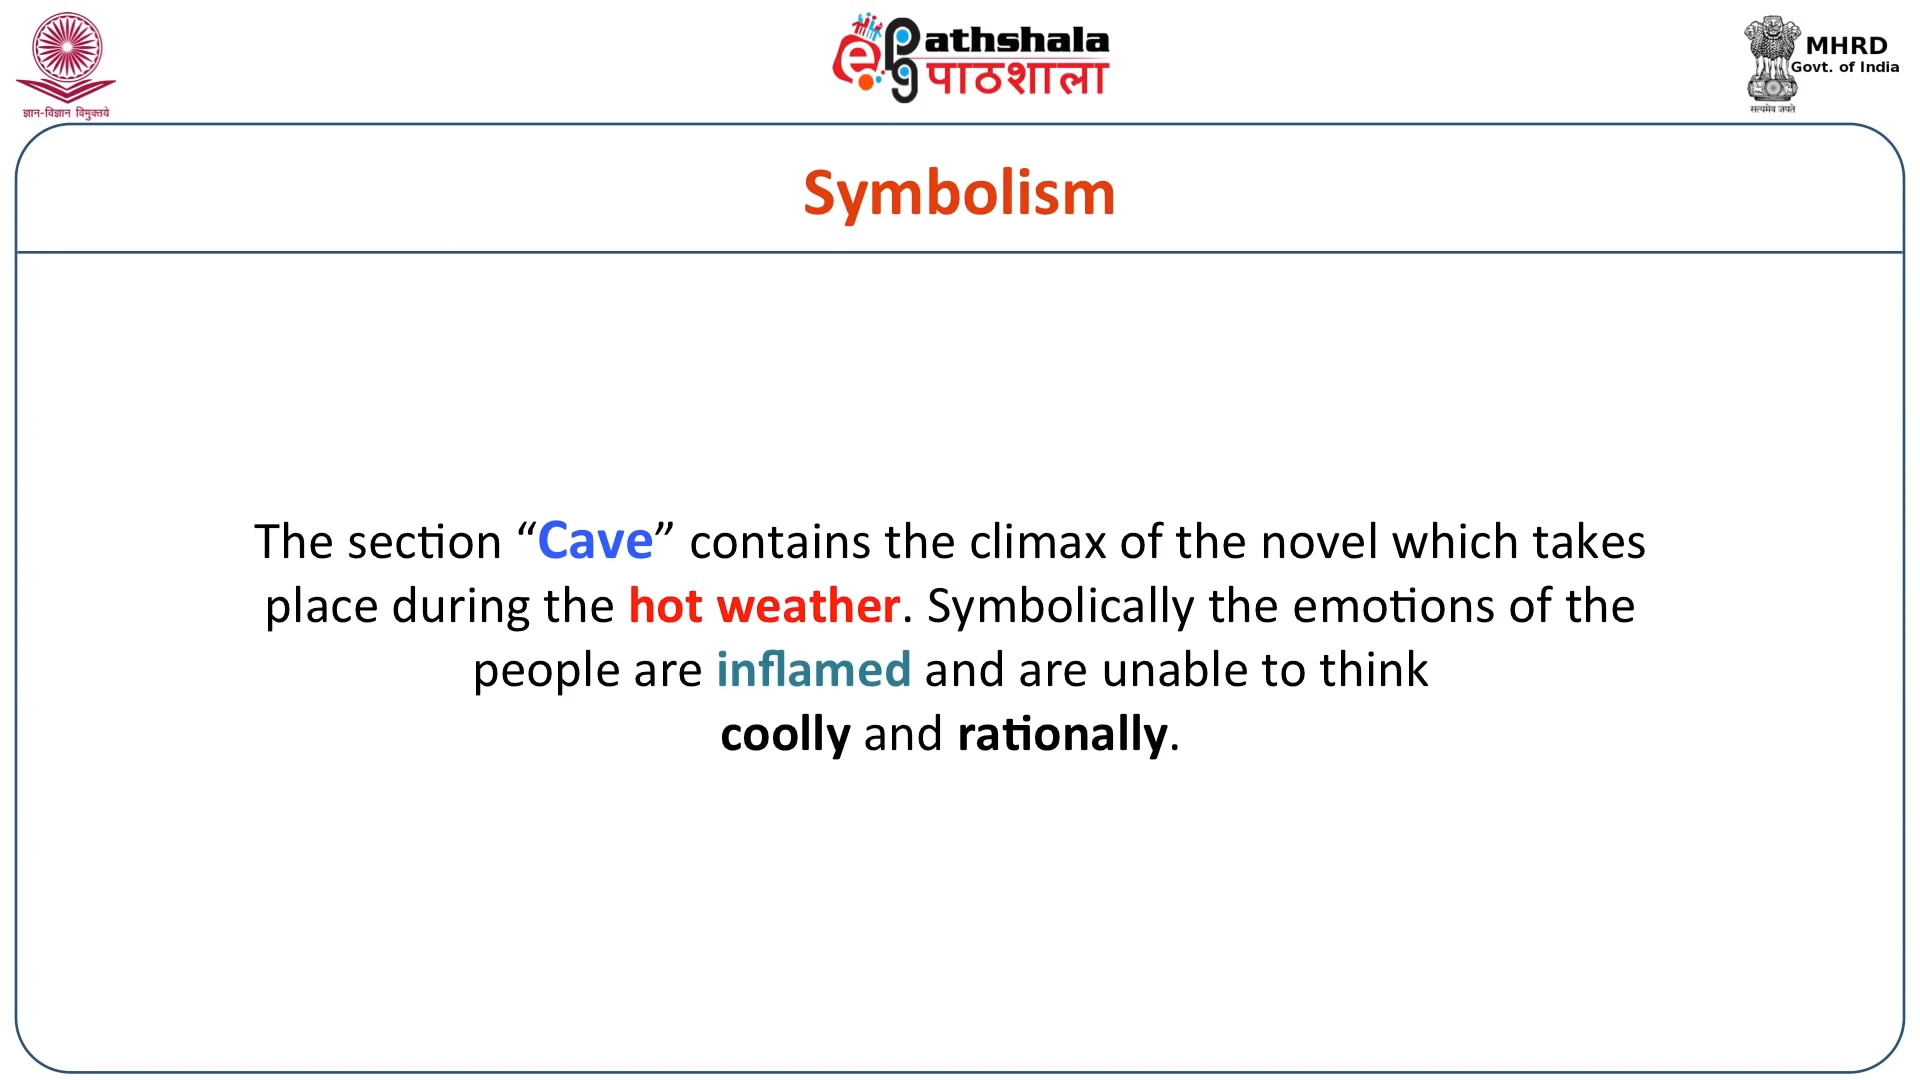 ज्ञान-विज्ञान विमुक्तये
e Pg Pathshala
पाठशाला
MHRD
Govt. of India
सत्यमेव जयते
Symbolism
The section “Cave” contains the climax of the novel which takes
place during the hot weather. Symbolically the emotions of the
people are inflamed and are unable to think
coolly and rationally.